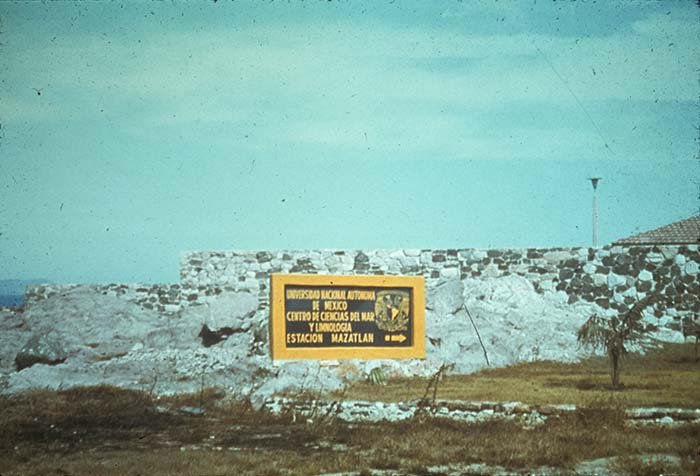 UNIVERSIDAD NACIONAL AUTONOMA
DE MEXICO
CENTRO DE CIENCIAS DEL MAR
Y LIMNOLOGIA
ESTACION MAZATLAN